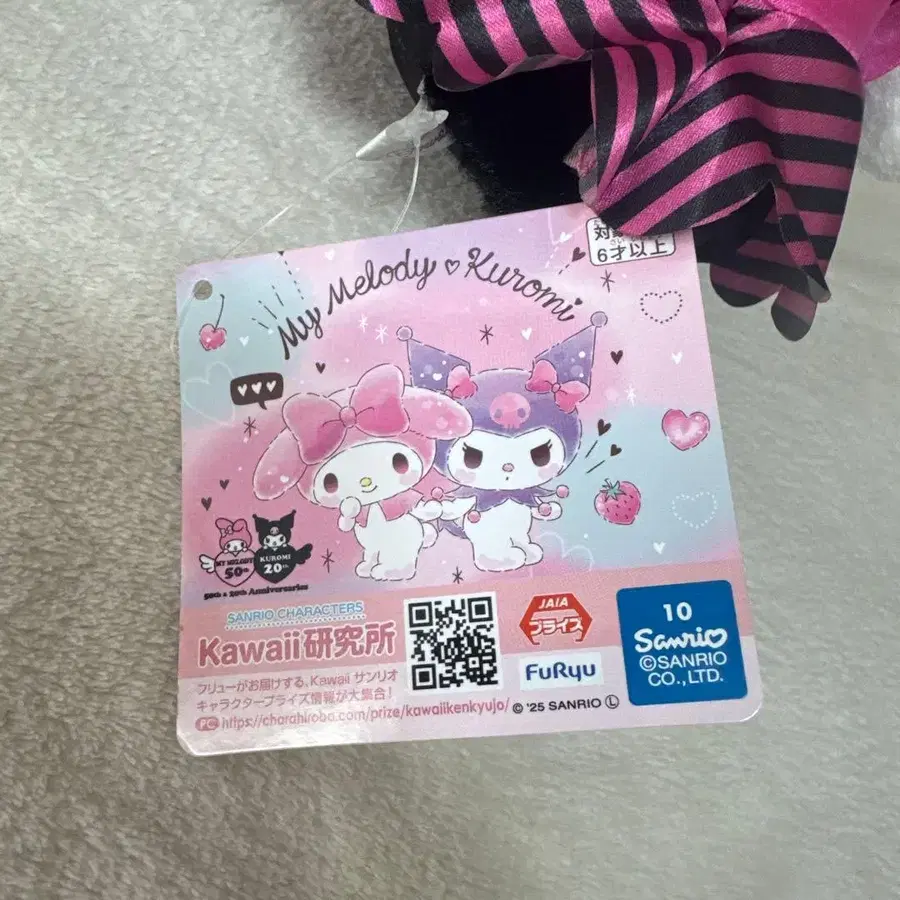 6才以上
My Melody ♡ Kuromi
MY MELODY
50th
KUROMI
20th
50th & 20th Anniversaries
SANRIO CHARACTERS
Kawaii研究所
フリューがお届けする、Kawaii サンリオ
キャラクタープライズ情報が大集合!
PC https://charahiroba.com/prize/kawaiikenkyujo/
JAIA
プライズ
FuRyu
© '25 SANRIO Ⓛ
10
Sanrio
©SANRIO
CO.,LTD.